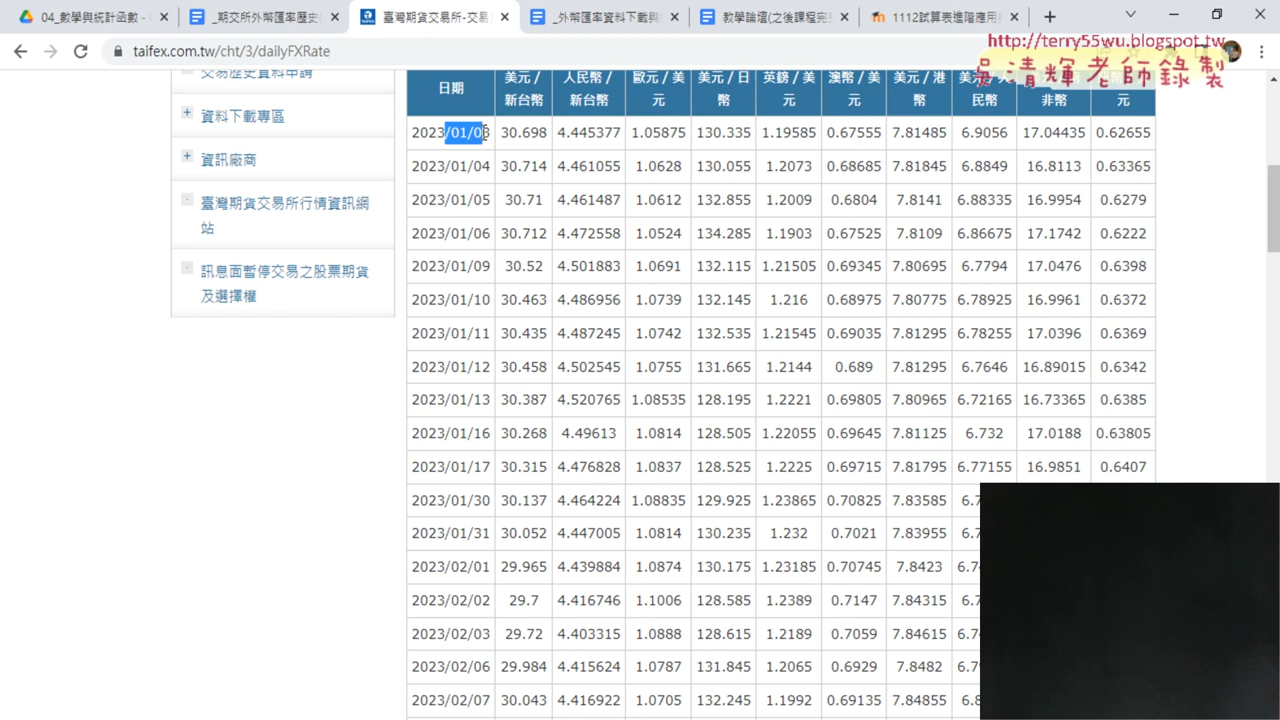 04_數學與統計函數 -
_期交所外幣匯率歷史
臺灣期貨交易所-交易
_外幣匯率資料下載與
教學論壇(之後課程完
1112試算表進階應用
taifex.com.tw/cht/3/dailyFXRate
http://terry55wu.blogspot.tw
吳清輝老師錄製
交易歷史資料申請
資料下載專區
資訊廠商
臺灣期貨交易所行情資訊網
站
訊息面暫停交易之股票期貨
及選擇權
日期 美元/新台幣 人民幣/新台幣 歐元/美元 美元/日幣 英鎊/美元 澳幣/美元 美元/港幣 民幣 非幣 元
2023/01/03 30.698 4.445377 1.05875 130.335 1.19585 0.67555 7.81485 6.9056 17.04435 0.62655
2023/01/04 30.714 4.461055 1.0628 130.055 1.2073 0.68685 7.81845 6.8849 16.8113 0.63365
2023/01/05 30.71 4.461487 1.0612 132.855 1.2009 0.6804 7.8141 6.88335 16.9954 0.6279
2023/01/06 30.712 4.472558 1.0524 134.285 1.1903 0.67525 7.8109 6.86675 17.1742 0.6222
2023/01/09 30.52 4.501883 1.0691 132.115 1.21505 0.69345 7.80695 6.7794 17.0476 0.6398
2023/01/10 30.463 4.486956 1.0739 132.145 1.216 0.68975 7.80775 6.78925 16.9961 0.6372
2023/01/11 30.435 4.487245 1.0742 132.535 1.21545 0.69035 7.81295 6.78255 17.0396 0.6369
2023/01/12 30.458 4.502545 1.0755 131.665 1.2144 0.689 7.81295 6.7646 16.89015 0.6342
2023/01/13 30.387 4.520765 1.08535 128.195 1.2221 0.69805 7.80965 6.72165 16.73365 0.6385
2023/01/16 30.268 4.49613 1.0814 128.505 1.22055 0.69645 7.81125 6.732 17.0188 0.63805
2023/01/17 30.315 4.476828 1.0837 128.525 1.2225 0.69715 7.81795 6.77155 16.9851 0.6407
2023/01/30 30.137 4.464224 1.08835 129.925 1.23865 0.70825 7.83585
2023/01/31 30.052 4.447005 1.0814 130.235 1.232 0.7021 7.83955
2023/02/01 29.965 4.439884 1.0874 130.175 1.23185 0.70745 7.8423
2023/02/02 29.7 4.416746 1.1006 128.585 1.2389 0.7147 7.84315
2023/02/03 29.72 4.403315 1.0888 128.615 1.2189 0.7059 7.84615
2023/02/06 29.984 4.415624 1.0787 131.845 1.2065 0.6929 7.8482
2023/02/07 30.043 4.416922 1.0705 132.245 1.1992 0.69135 7.84855